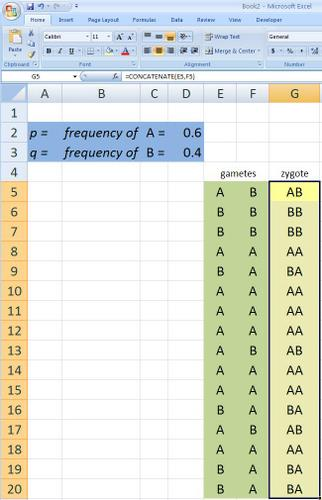 Book2 - Microsoft Excel
Home Insert Page Layout Formulas Data Review View Developer
Paste Calibri 11 A A Wrap Text General
B I U A Merge & Center $ %
Clipboard Font Alignment
G5 fx =CONCATENATE(E5,F5)
A B C D E F G
1
2 p = frequency of A = 0.6
3 q = frequency of B = 0.4
4 gametes zygote
5 A B AB
6 B B BB
7 B B BB
8 A A AA
9 B A BA
10 A A AA
11 A A AA
12 A A AA
13 A B AB
14 A A AA
15 A A AA
16 B A BA
17 A B AB
18 A A AA
19 B A BA
20 B A BA